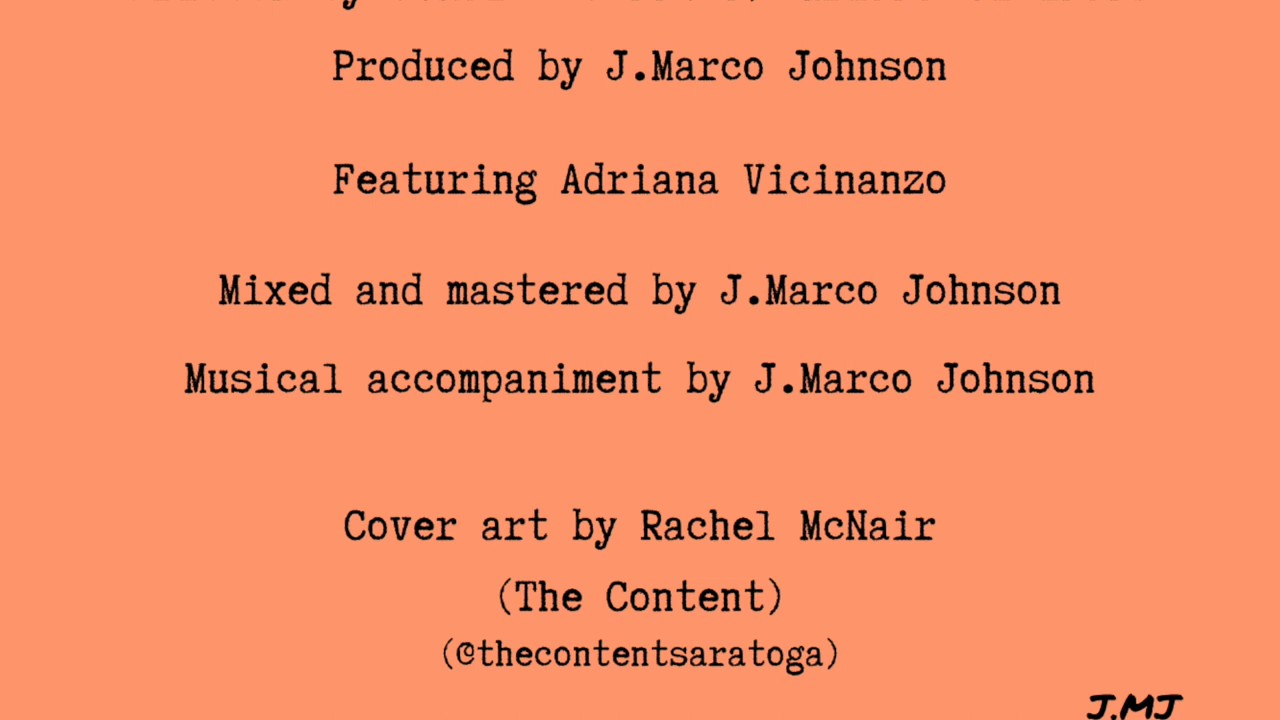 Produced by J.Marco Johnson
Featuring Adriana Vicinanzo
Mixed and mastered by J.Marco Johnson
Musical accompaniment by J.Marco Johnson
Cover art by Rachel McNair
(The Content)
(@thecontentsaratoga)
J.MJ